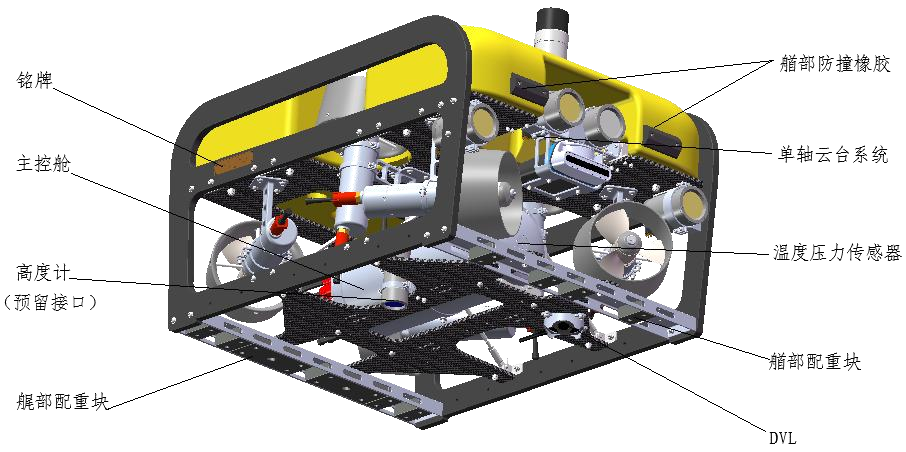 铭牌
主控舱
高度计
（预留接口）
艉部配重块
艏部防撞橡胶
单轴云台系统
温度压力传感器
艏部配重块
DVL